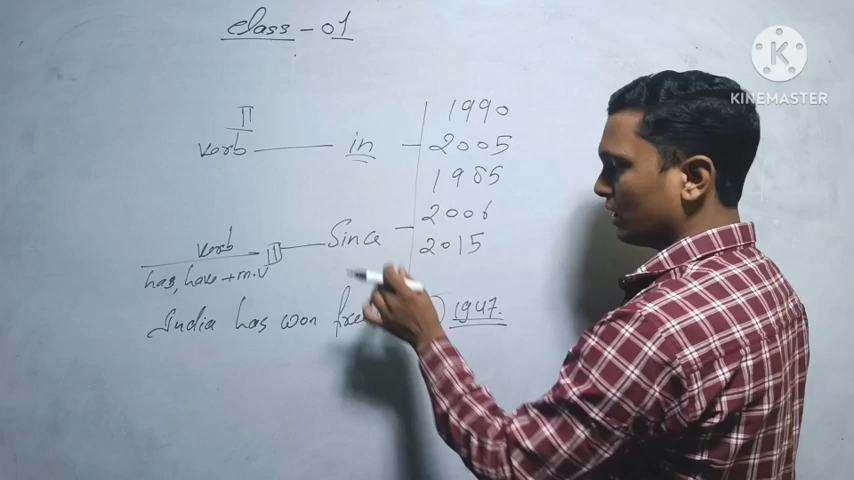 class - 01
II
verb in
1990
2005
1985
2006
2015
verb Since
has, have + m.v III
India has won ) 1947.
K
KINEMASTER